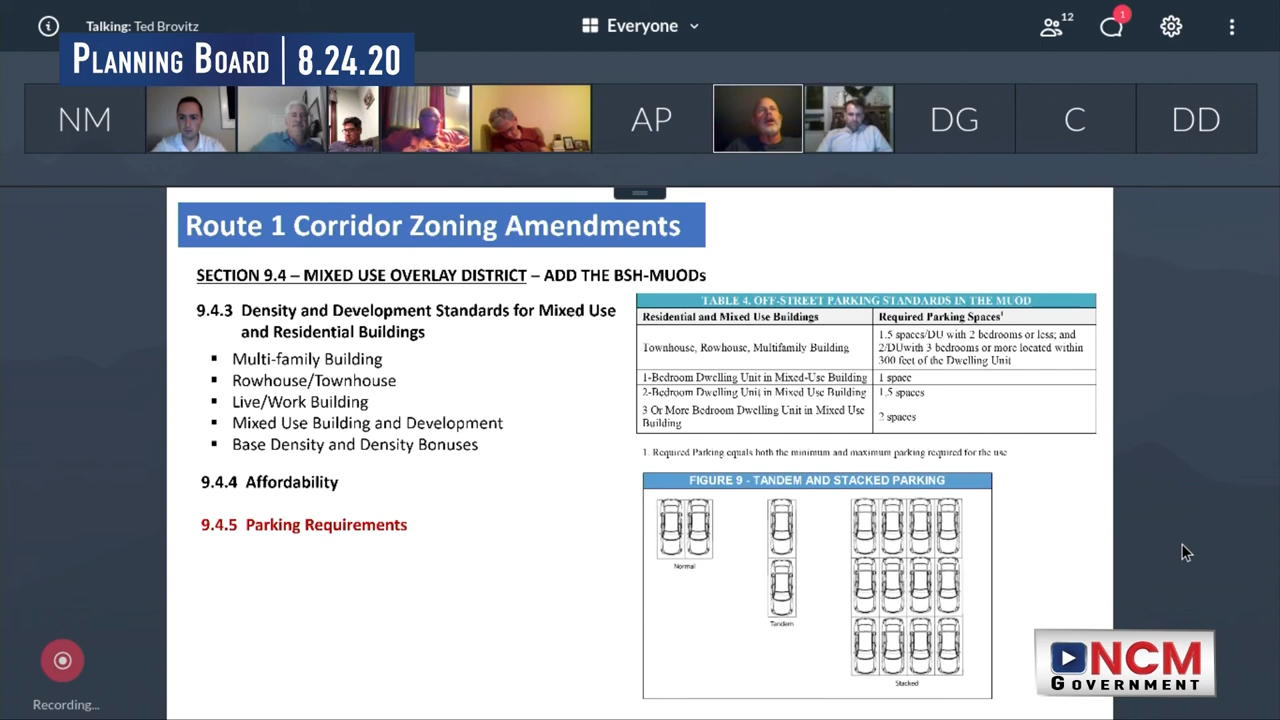 Talking: Ted Brovitz
Everyone
12
1
PLANNING BOARD 8.24.20
NM
AP
DG
C
DD
Route 1 Corridor Zoning Amendments
SECTION 9.4 – MIXED USE OVERLAY DISTRICT – ADD THE BSH-MUODs
9.4.3 Density and Development Standards for Mixed Use
and Residential Buildings
▪ Multi-family Building
▪ Rowhouse/Townhouse
▪ Live/Work Building
▪ Mixed Use Building and Development
▪ Base Density and Density Bonuses
9.4.4 Affordability
9.4.5 Parking Requirements
TABLE 4. OFF-STREET PARKING STANDARDS IN THE MUOD
Residential and Mixed Use Buildings Required Parking Spaces¹
Townhouse, Rowhouse, Multifamily Building
1.5 spaces/DU with 2 bedrooms or less; and
2/DUwith 3 bedrooms or more located within
300 feet of the Dwelling Unit
1-Bedroom Dwelling Unit in Mixed-Use Building 1 space
2-Bedroom Dwelling Unit in Mixed Use Building 1.5 spaces
3 Or More Bedroom Dwelling Unit in Mixed Use
Building
2 spaces
1. Required Parking equals both the minimum and maximum parking required for the use
FIGURE 9 - TANDEM AND STACKED PARKING
Normal
Tandem
Stacked
Recording...
NCM
GOVERNMENT